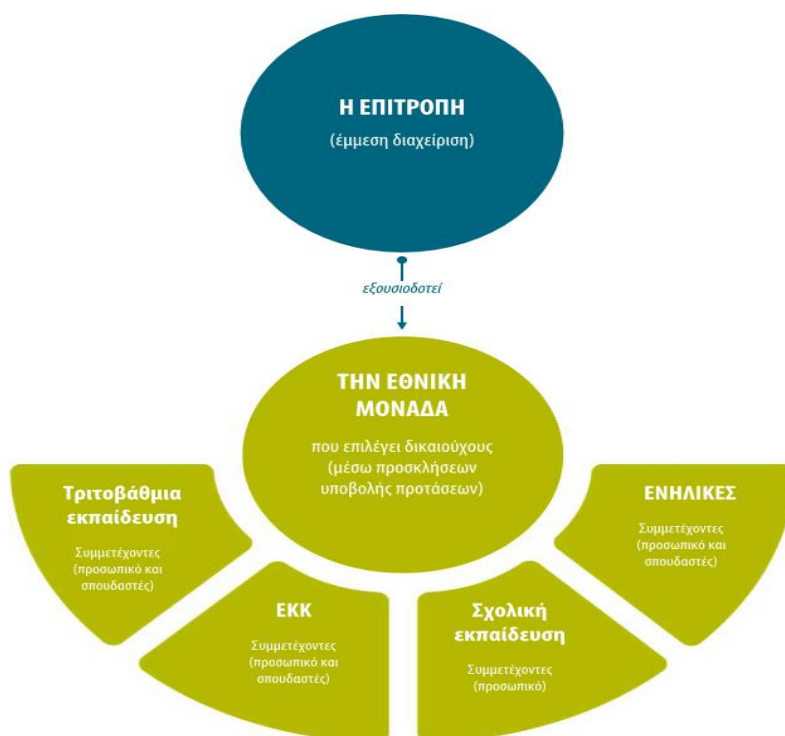 Η ΕΠΙΤΡΟΠΗ
(έμμεση διαχείριση)
εξουσιοδοτεί
ΤΗΝ ΕΘΝΙΚΗ
ΜΟΝΑΔΑ
που επιλέγει δικαιούχους
(μέσω προσκλήσεων
υποβολής προτάσεων)
Τριτοβάθμια
εκπαίδευση
Συμμετέχοντες
(προσωπικό και
σπουδαστές)
ΕΚΚ
Συμμετέχοντες
(προσωπικό και
σπουδαστές)
Σχολική
εκπαίδευση
Συμμετέχοντες
(προσωπικό)
ΕΝΗΛΙΚΕΣ
Συμμετέχοντες
(προσωπικό και
σπουδαστές)